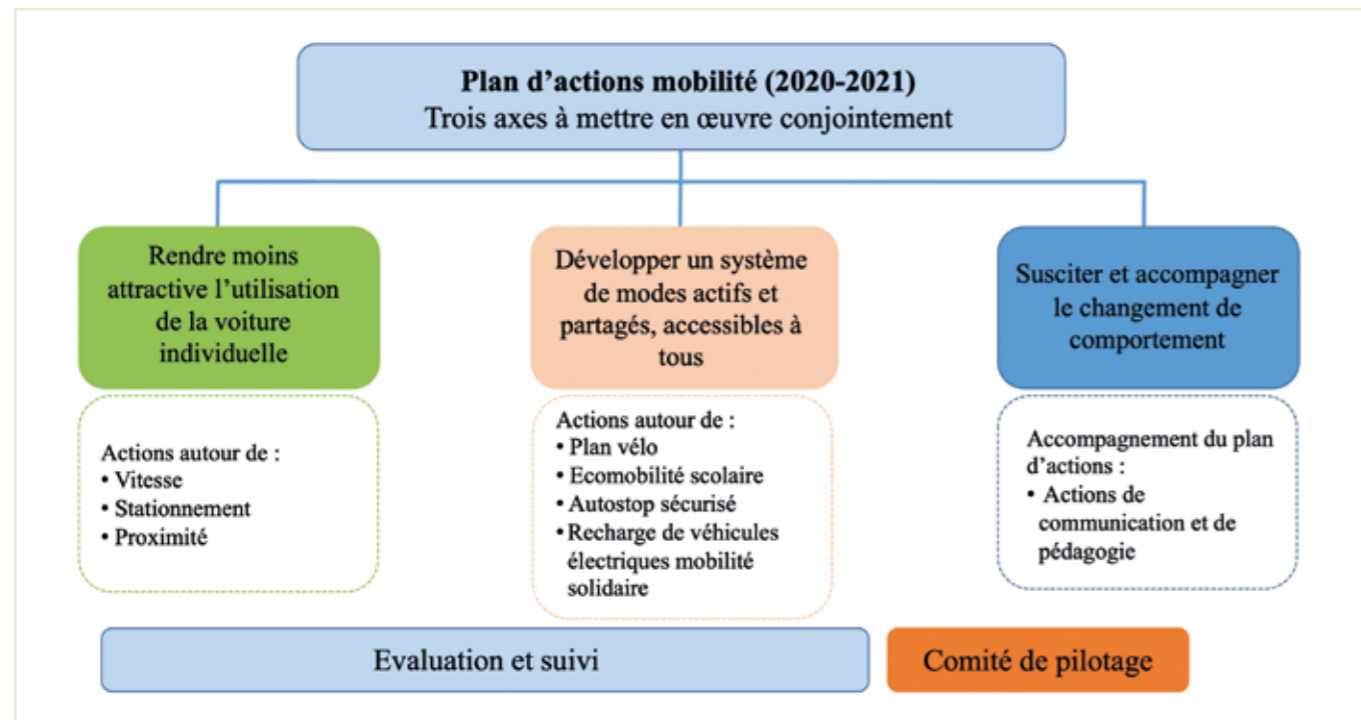 Plan d’actions mobilité (2020-2021)
Trois axes à mettre en œuvre conjointement
Rendre moins
attractive l’utilisation
de la voiture
individuelle
Actions autour de :
• Vitesse
• Stationnement
• Proximité
Développer un système
de modes actifs et
partagés, accessibles à
tous
Actions autour de :
• Plan vélo
• Ecomobilité scolaire
• Autostop sécurisé
• Recharge de véhicules
électriques mobilité
solidaire
Susciter et accompagner
le changement de
comportement
Accompagnement du plan
d’actions :
• Actions de
communication et de
pédagogie
Evaluation et suivi
Comité de pilotage